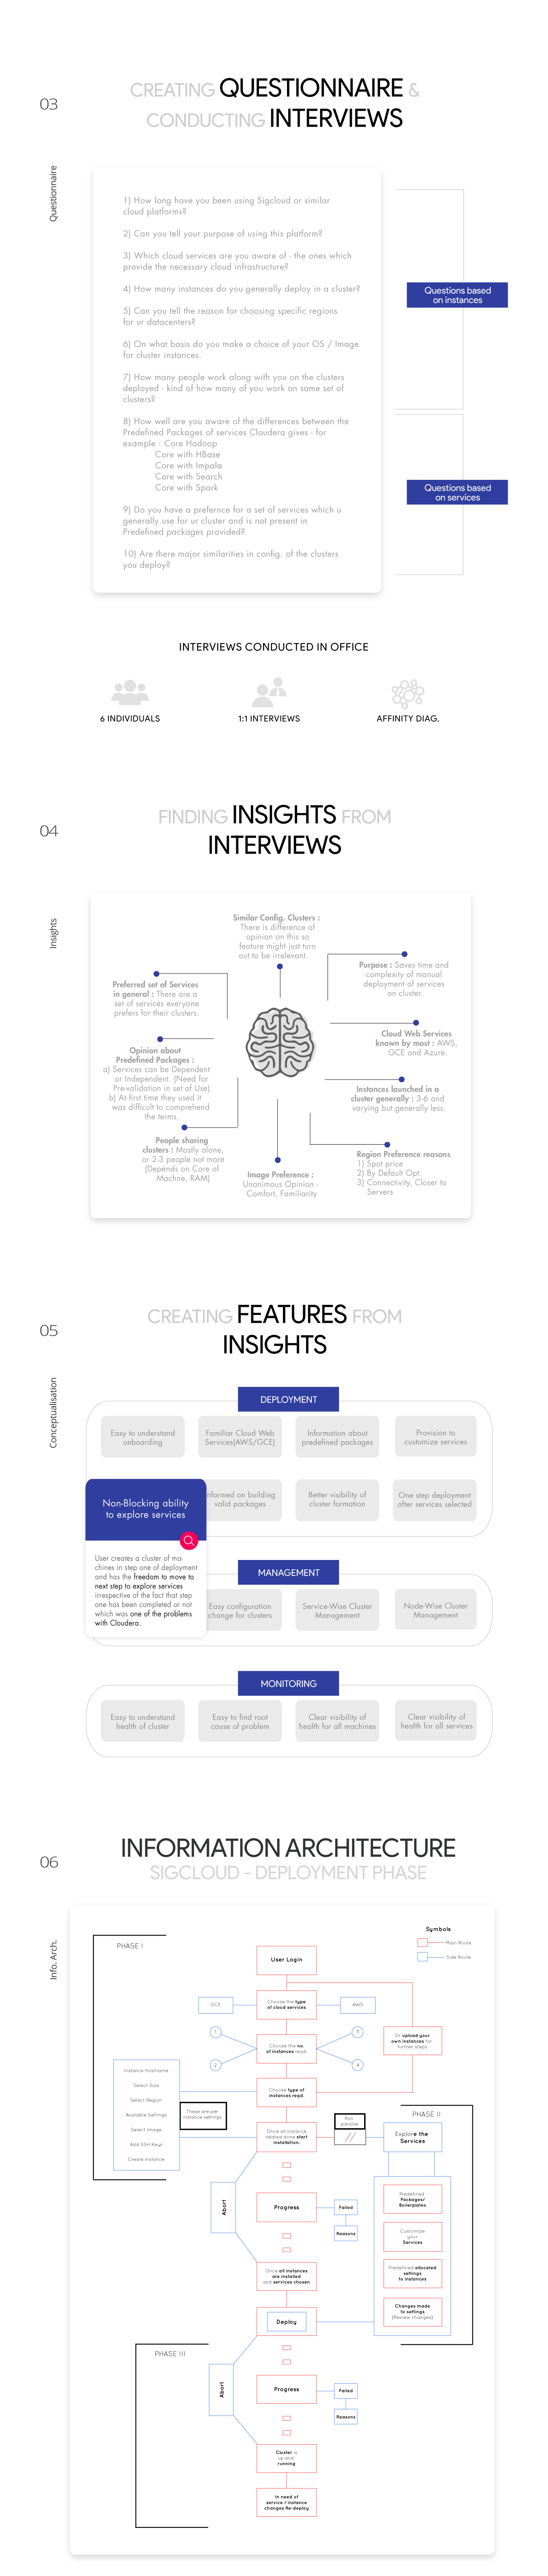 03
CREATING QUESTIONNAIRE &
CONDUCTING INTERVIEWS
Questionnaire
1) How long have you been using Sigcloud or similar
cloud platforms?
2) Can you tell your purpose of using this platform?
3) Which cloud services are you aware of - the ones which
provide the necessary cloud infrastructure?
4) How many instances do you generally deploy in a cluster?
5) Can you tell the reason for choosing specific regions
for ur datacenters?
6) On what basis do you make a choice of your OS / Image
for cluster instances.
7) How many people work along with you on the clusters
deployed - kind of how many of you work on same set of
clusters?
8) How well are you aware of the differences between the
Predefined Packages of services Cloudera gives - for
example : Core Hadoop
Core with HBase
Core with Impala
Core with Search
Core with Spark
9) Do you have a prefernce for a set of services which u
generally use for ur cluster and is not present in
Predefined packages provided?
10) Are there major similarities in config. of the clusters
you deploy?
Questions based
on instances
Questions based
on services
INTERVIEWS CONDUCTED IN OFFICE
6 INDIVIDUALS
1:1 INTERVIEWS
AFFINITY DIAG.
04
FINDING INSIGHTS FROM
INTERVIEWS
Insights
Similar Config. Clusters :
There is difference of
opinion on this so
feature might just turn
out to be irrelevant.
Purpose : Saves time and
complexity of manual
deployment of services
on cluster.
Preferred set of Services
in general : There are a
set of services everyone
prefers for their clusters.
Cloud Web Services
known by most : AWS,
GCE and Azure.
Opinion about
Predefined Packages :
a) Services can be Dependent
or Independent. (Need for
Pre-validation in set of Use)
b) At first time they used it
was difficult to comprehend
the terms.
Instances launched in a
cluster generally : 3-6 and
varying but generally less.
People sharing
clusters : Mostly alone,
or 2-3 people not more
(Depends on Core of
Machne, RAM)
Image Preference :
Unanimous Opinion -
Comfort, Familiarity
Region Preference reasons
1) Spot price
2) By Default Opt.
3) Connectivity, Closer to
Servers
05
CREATING FEATURES FROM
INSIGHTS
Conceptualisation
DEPLOYMENT
Easy to understand
onboarding
Familiar Cloud Web
Services(AWS/GCE)
Information about
predefined packages
Provision to
customize services
Non-Blocking ability
to explore services
nformed on building
valid packages
Better visibility of
cluster formation
One step deployment
after services selected
User creates a cluster of ma-
chines in step one of deployment
and has the freedom to move to
next step to explore services
irrespective of the fact that step
one has been completed or not
which was one of the problems
with Cloudera.
MANAGEMENT
Easy configuration
change for clusters
Service-Wise Cluster
Management
Node-Wise Cluster
Management
MONITORING
Easy to understand
health of cluster
Easy to find root
cause of problem
Clear visibility of
health for all machines
Clear visibility of
health for all services
06
INFORMATION ARCHITECTURE
SIGCLOUD - DEPLOYMENT PHASE
Info. Arch.
Symbols
Main Route
Side Route
PHASE I
User Login
GCE
Choose the type
of cloud services
AWS
1
2
Choose the no.
of instances reqd.
3
4
Or upload your
own instances for
further steps
Instance Hostname
Select Size
Select Region
Available Settings
Select Image
Add SSH Keys
Create Instance
Choose type of
instances reqd.
These are per
instance settings
Once all instance
related done start
installation.
Run
parallel
PHASE II
Explore the
Services
Abort
Progress
Failed
Reasons
Predefined
Packages/
Boilerplates
Customize
your
Services
Predefined allocated
settings
to instances
Changes made
to settings
(Review changes)
Once all instances
are installed
and services chosen
Deploy
PHASE III
Abort
Progress
Failed
Reasons
Cluster is
up and
running
In need of
service / instance
changes Re-deploy